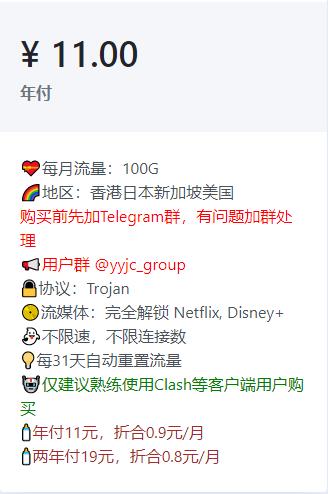 ¥ 11.00
年付
💝每月流量：100G
🌈地区：香港日本新加坡美国
购买前先加Telegram群，有问题加群处
理
📢用户群 @yyjc_group
🔒协议：Trojan
📀流媒体：完全解锁 Netflix, Disney+
👻不限速，不限连接数
💡每31天自动重置流量
🤖仅建议熟练使用Clash等客户端用户购
买
🍼年付11元，折合0.9元/月
🍼两年付19元，折合0.8元/月